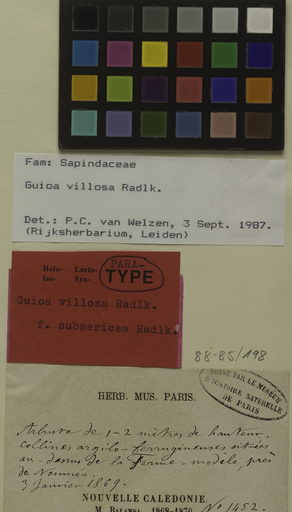 Fam: Sapindaceae
Guioa villosa Radlk.
Det.: P.C. van Welzen, 3 Sept. 1987.
(Rijksherbarium, Leiden)
PARA-
Holo- Lecto- TYPE
Iso- Syn-
Guioa villosa Radlk.
f. subsericea Radlk.
88-85/198
DONNÉ PAR LE MUSEUM
D'HISTOIRE NATURELLE
DE PARIS
HERB. MUS. PARIS.
Arbuste de 1-2 mètres de hauteur.
collines argilo-ferrugineuses situées
au-dessus de la Ferme-modèle, près
de Nouméa.
3 Janvier 1869.
NOUVELLE CALÉDONIE.
M. Balansa 1868-1870 No 1452.